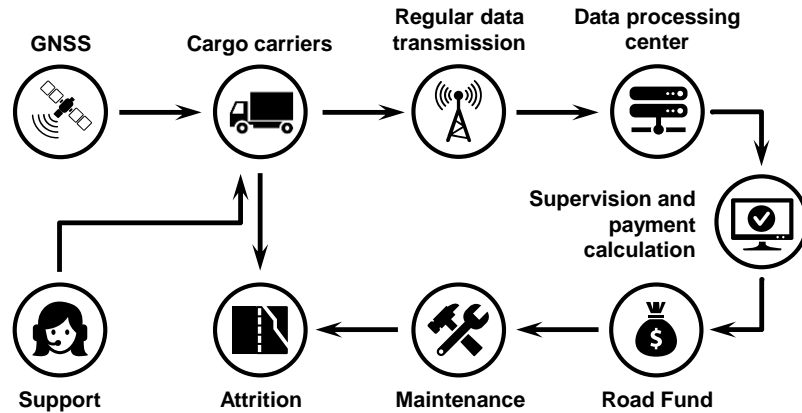 GNSS
Cargo carriers
Regular data
transmission
Data processing
center
Supervision and
payment
calculation
$
Support
Attrition
Maintenance
Road Fund